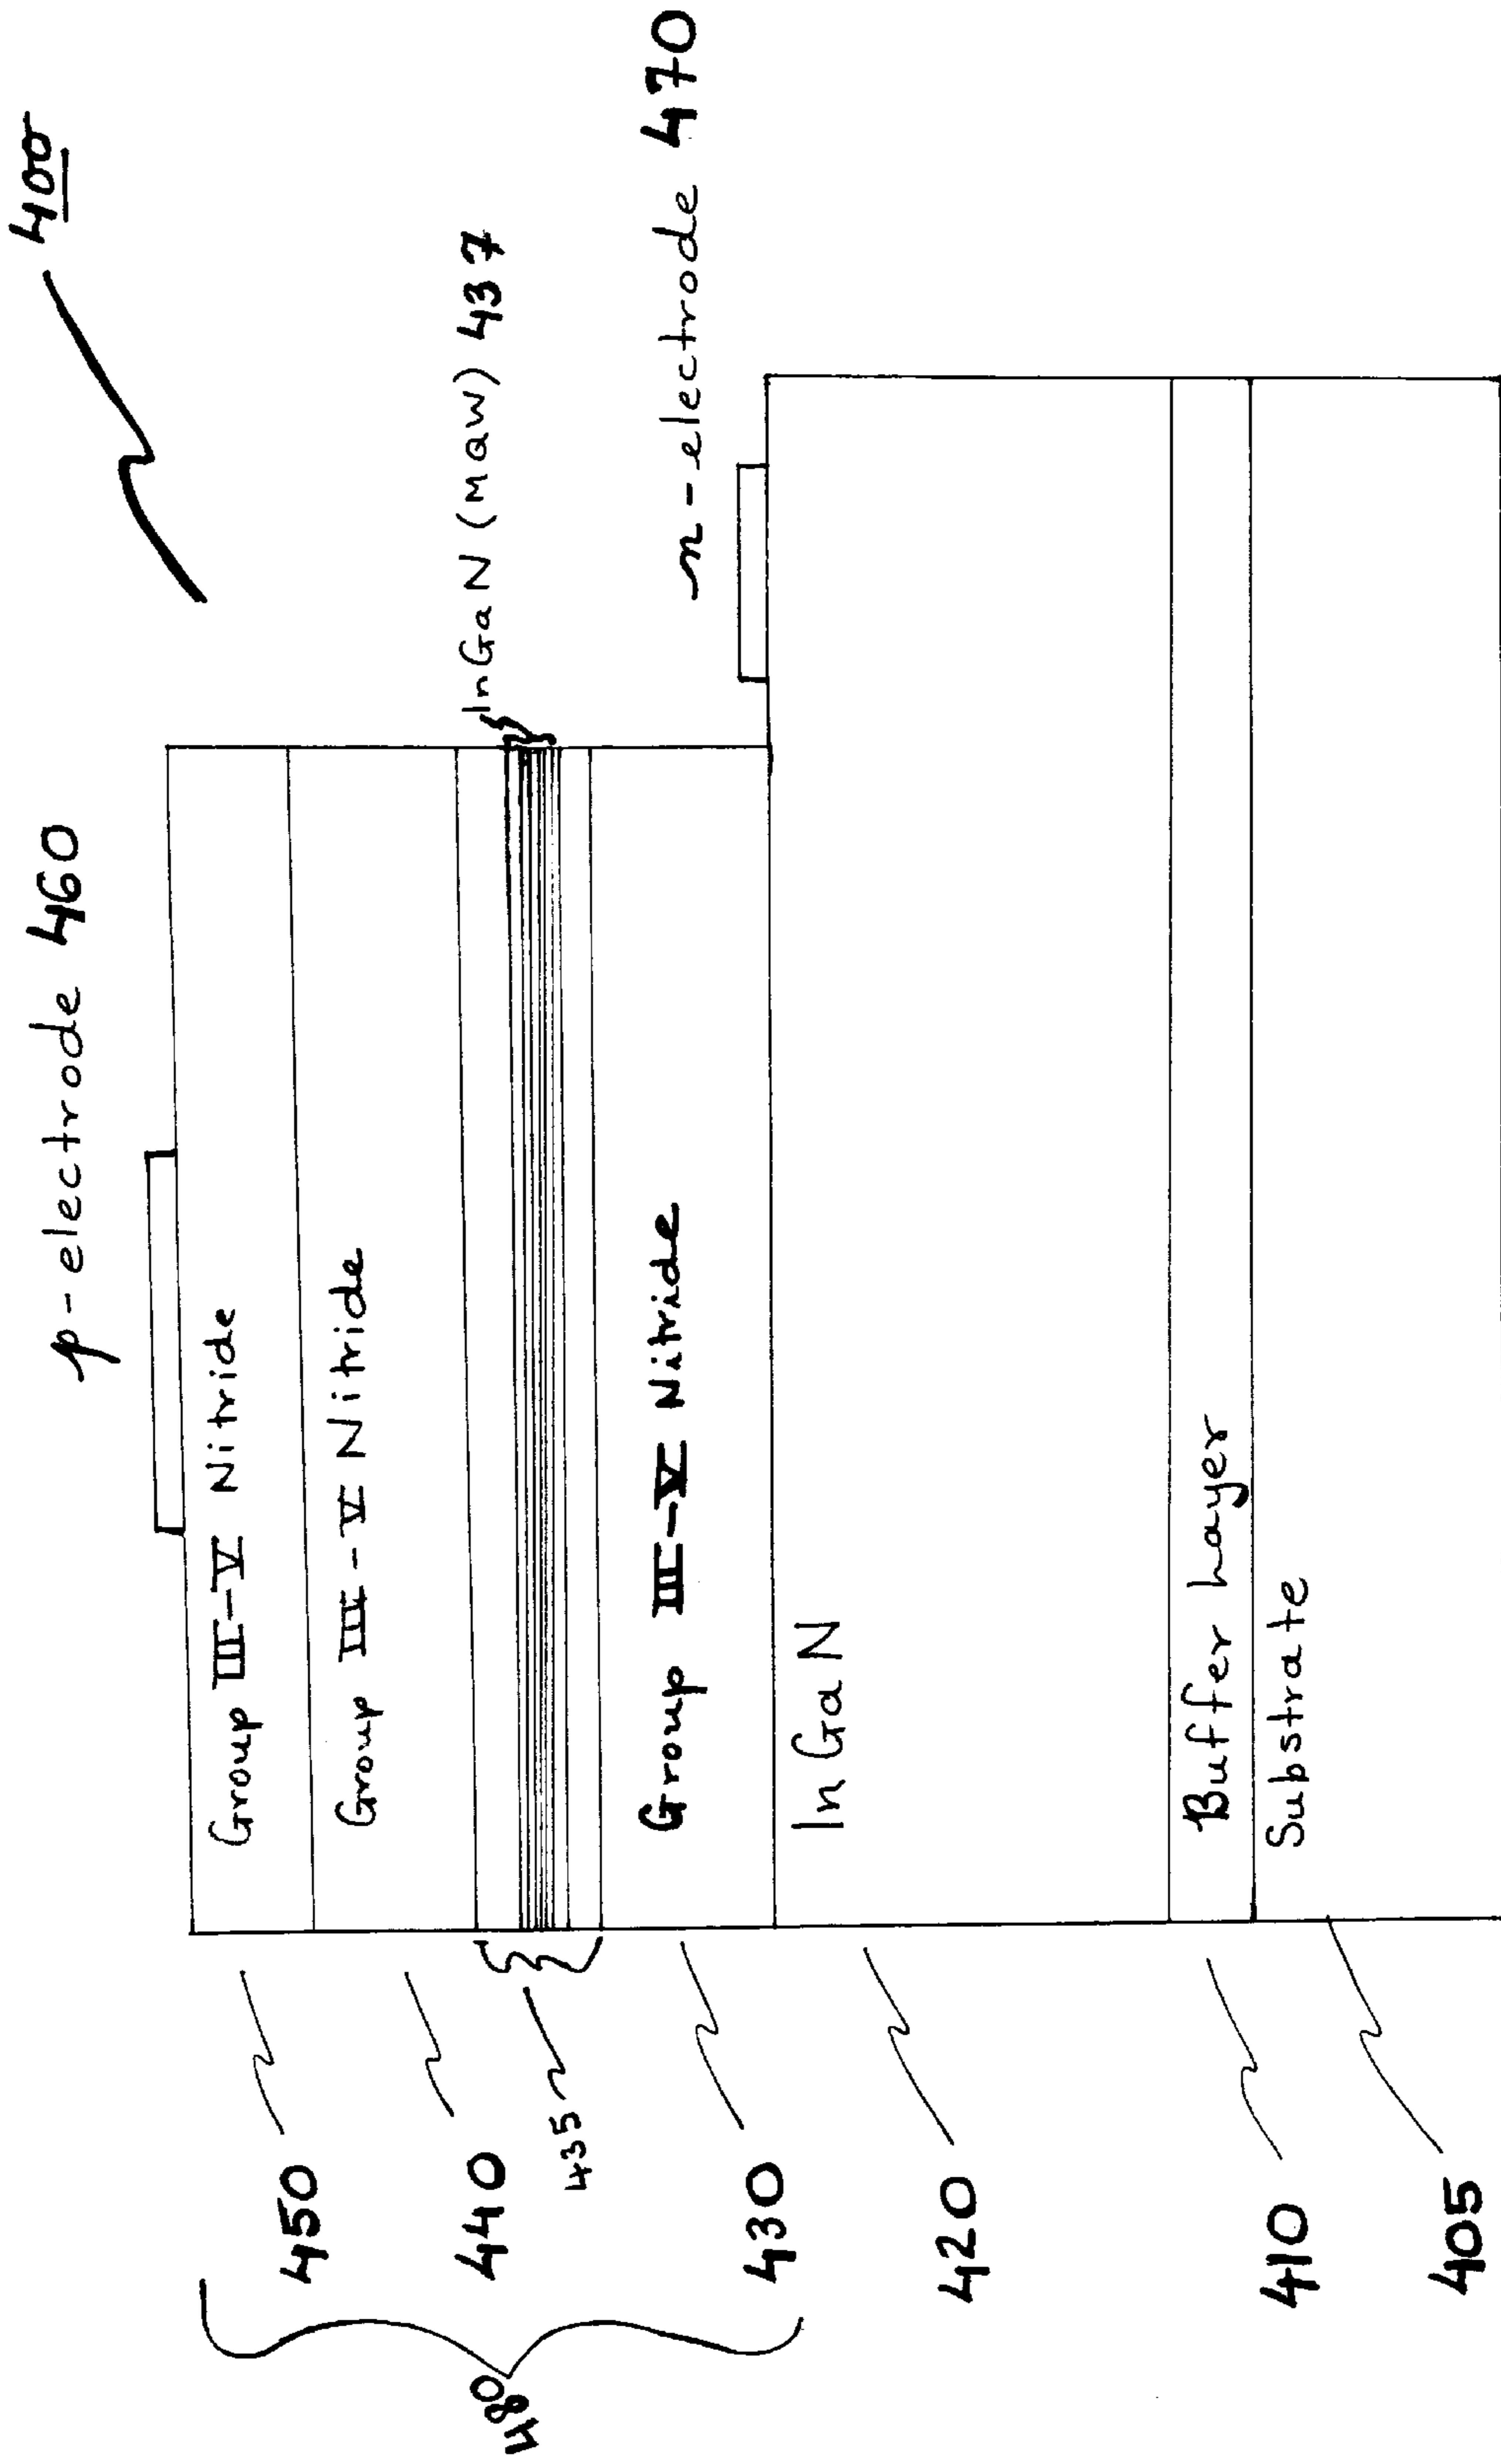 400
p-electrode 460
InGaN (MQW) 437
n-electrode 470
450
Group III-V Nitride
440
Group III-V Nitride
435
480
430
Group III-V Nitride
420
InGaN
410
Buffer Layer
405
Substrate